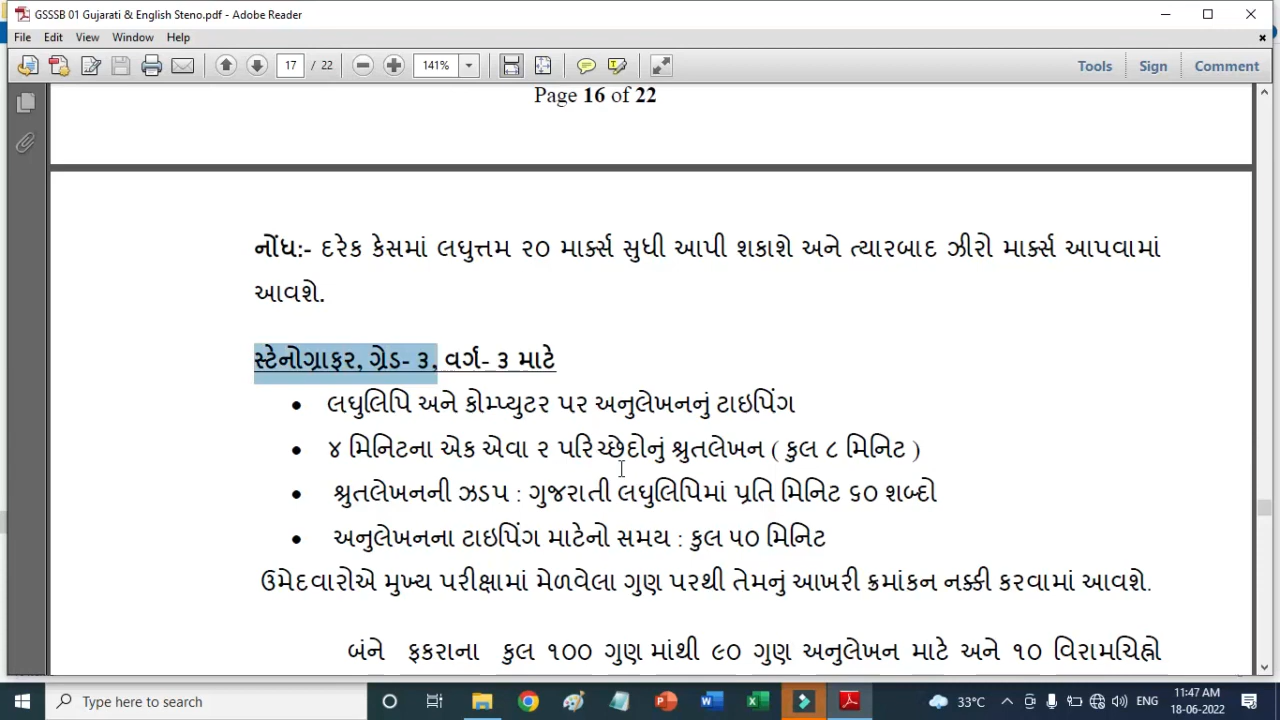 GSSSB 01 Gujarati & English Steno.pdf - Adobe Reader
File Edit View Window Help
17 / 22 141% Tools Sign Comment
Page 16 of 22
નોંધ:- દરેક કેસમાં લઘુત્તમ ૨૦ માર્ક્સ સુધી આપી શકાશે અને ત્યારબાદ ઝીરો માર્ક્સ આપવામાં
આવશે.
સ્ટેનોગ્રાફર, ગ્રેડ- ૩, વર્ગ- ૩ માટે
• લઘુલિપિ અને કોમ્પ્યુટર પર અનુલેખનનું ટાઇપિંગ
• ૪ મિનિટના એક એવા ૨ પરિચ્છેદોનું શ્રુતલેખન ( કુલ ૮ મિનિટ )
• શ્રુતલેખનની ઝડપ : ગુજરાતી લઘુલિપિમાં પ્રતિ મિનિટ ૬૦ શબ્દો
• અનુલેખનના ટાઇપિંગ માટેનો સમય : કુલ ૫૦ મિનિટ
ઉમેદવારોએ મુખ્ય પરીક્ષામાં મેળવેલા ગુણ પરથી તેમનું આખરી ક્રમાંકન નક્કી કરવામાં આવશે.
બંને ફકરાના કુલ ૧૦૦ ગુણ માંથી ૯૦ ગુણ અનુલેખન માટે અને ૧૦ વિરામચિહ્નો
Type here to search 33°C ENG 11:47 AM
18-06-2022